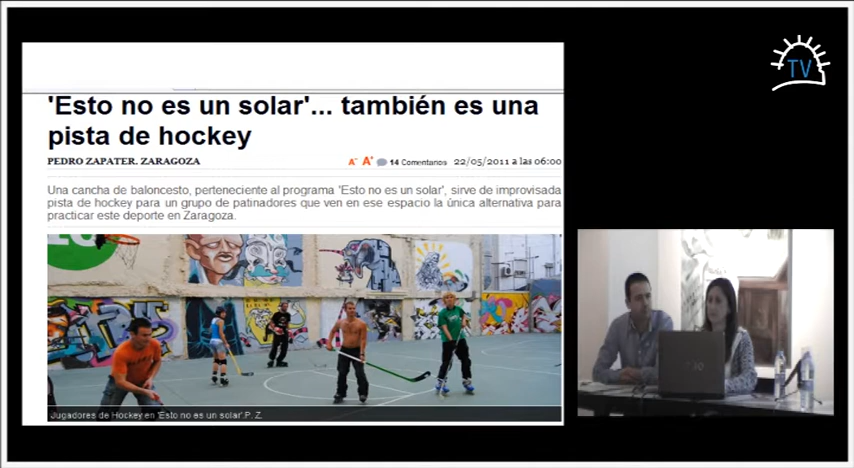 TV
'Esto no es un solar'... también es una
pista de hockey
PEDRO ZAPATER. ZARAGOZA A- A+ 14 Comentarios 22/05/2011 a las 06:00
Una cancha de baloncesto, perteneciente al programa 'Esto no es un solar', sirve de improvisada
pista de hockey para un grupo de patinadores que ven en ese espacio la única alternativa para
practicar este deporte en Zaragoza.
Jugadores de Hockey en 'Esto no es un solar'.P. Z.